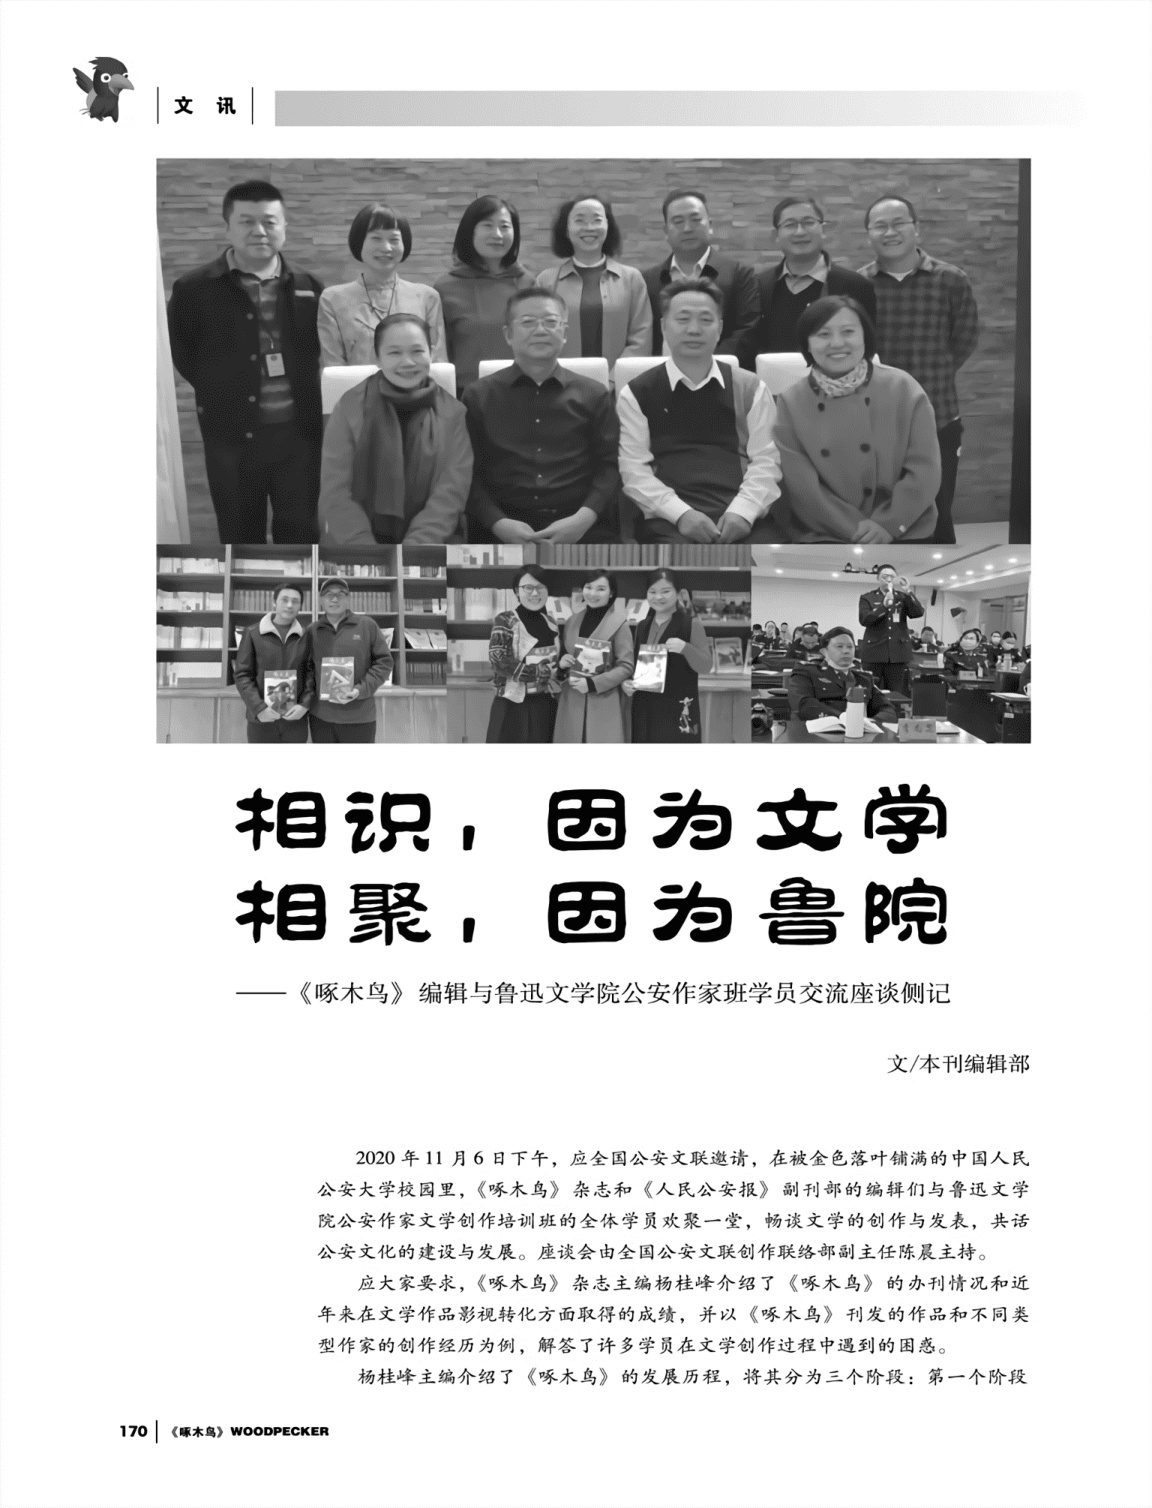 文 讯
相识，因为文学
相聚，因为鲁院
——《啄木鸟》编辑与鲁迅文学院公安作家班学员交流座谈侧记
文/本刊编辑部
2020 年 11 月 6 日下午，应全国公安文联邀请，在被金色落叶铺满的中国人民
公安大学校园里，《啄木鸟》杂志和《人民公安报》副刊部的编辑们与鲁迅文学
院公安作家文学创作培训班的全体学员欢聚一堂，畅谈文学的创作与发表，共话
公安文化的建设与发展。座谈会由全国公安文联创作联络部副主任陈晨主持。
应大家要求，《啄木鸟》杂志主编杨桂峰介绍了《啄木鸟》的办刊情况和近
年来在文学作品影视转化方面取得的成绩，并以《啄木鸟》刊发的作品和不同类
型作家的创作经历为例，解答了许多学员在文学创作过程中遇到的困惑。
杨桂峰主编介绍了《啄木鸟》的发展历程，将其分为三个阶段：第一个阶段
170 《啄木鸟》WOODPECKER